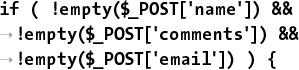 if ( !empty($_POST['name']) &&
→ !empty($_POST['comments']) &&
→ !empty($_POST['email']) ) {